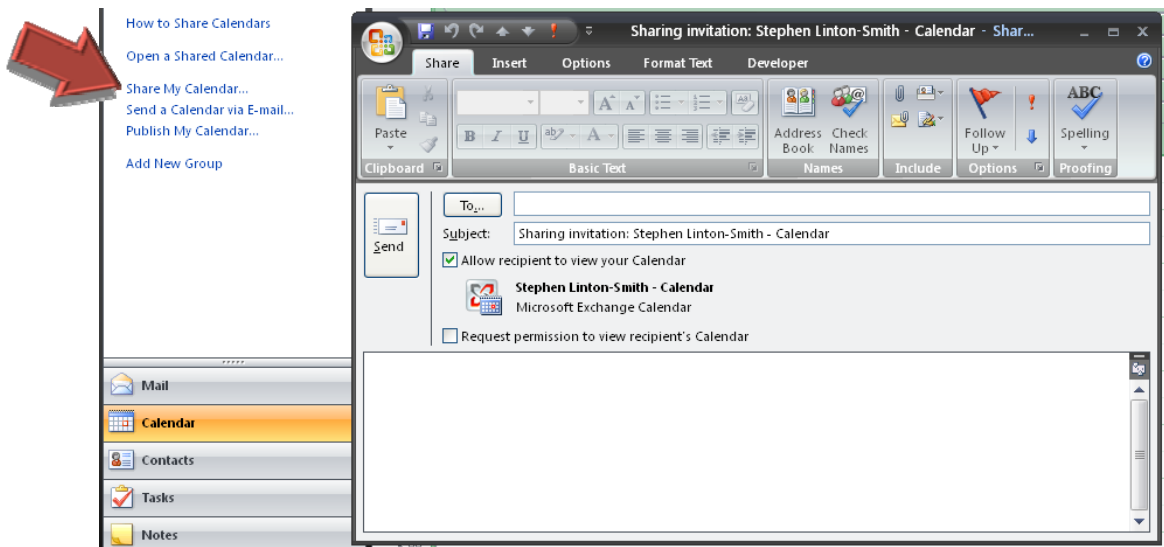 How to Share Calendars
Open a Shared Calendar...
Share My Calendar...
Send a Calendar via E-mail...
Publish My Calendar...
Add New Group
Mail
Calendar
Contacts
Tasks
Notes
Sharing invitation: Stephen Linton-Smith - Calendar - Shar...
Share Insert Options Format Text Developer
Paste
Clipboard
B I U
Basic Text
Address Book
Check Names
Names
Include
Follow Up
Options
ABC
Spelling
Proofing
Send
To...
Subject: Sharing invitation: Stephen Linton-Smith - Calendar
Allow recipient to view your Calendar
Stephen Linton-Smith - Calendar
Microsoft Exchange Calendar
Request permission to view recipient's Calendar